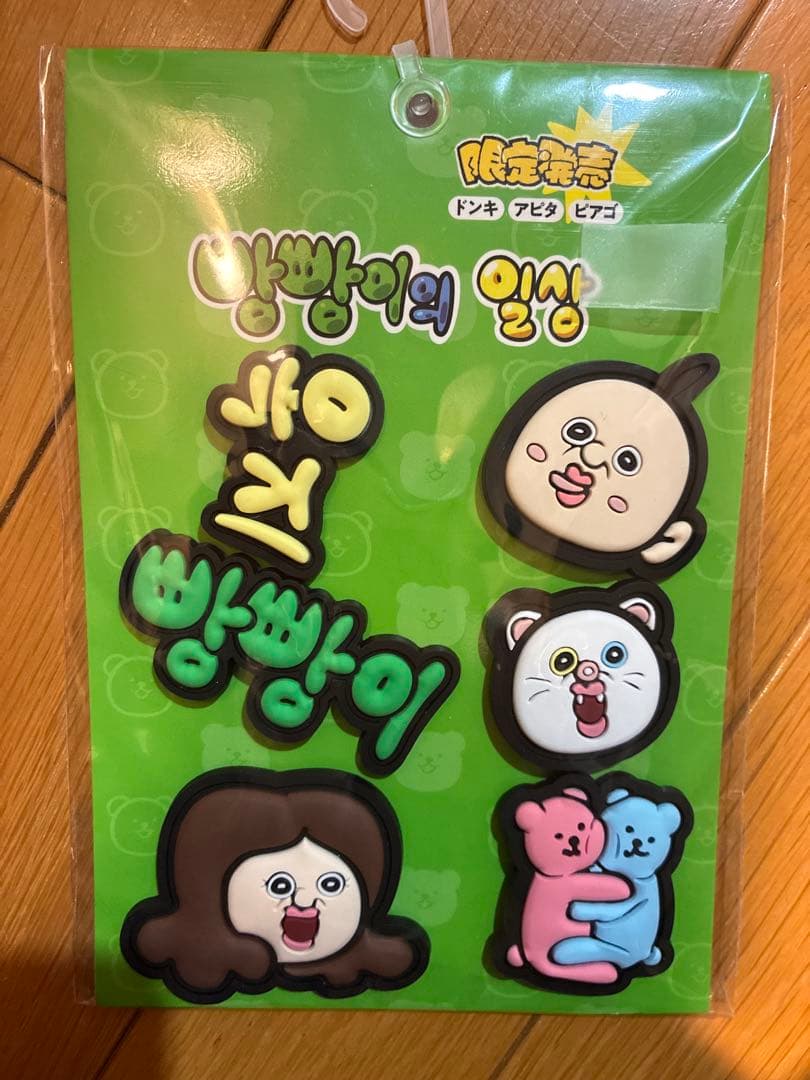 限定発売
ドンキ アピタ ピアゴ
빵빵이의 일상
옥지
빵빵이